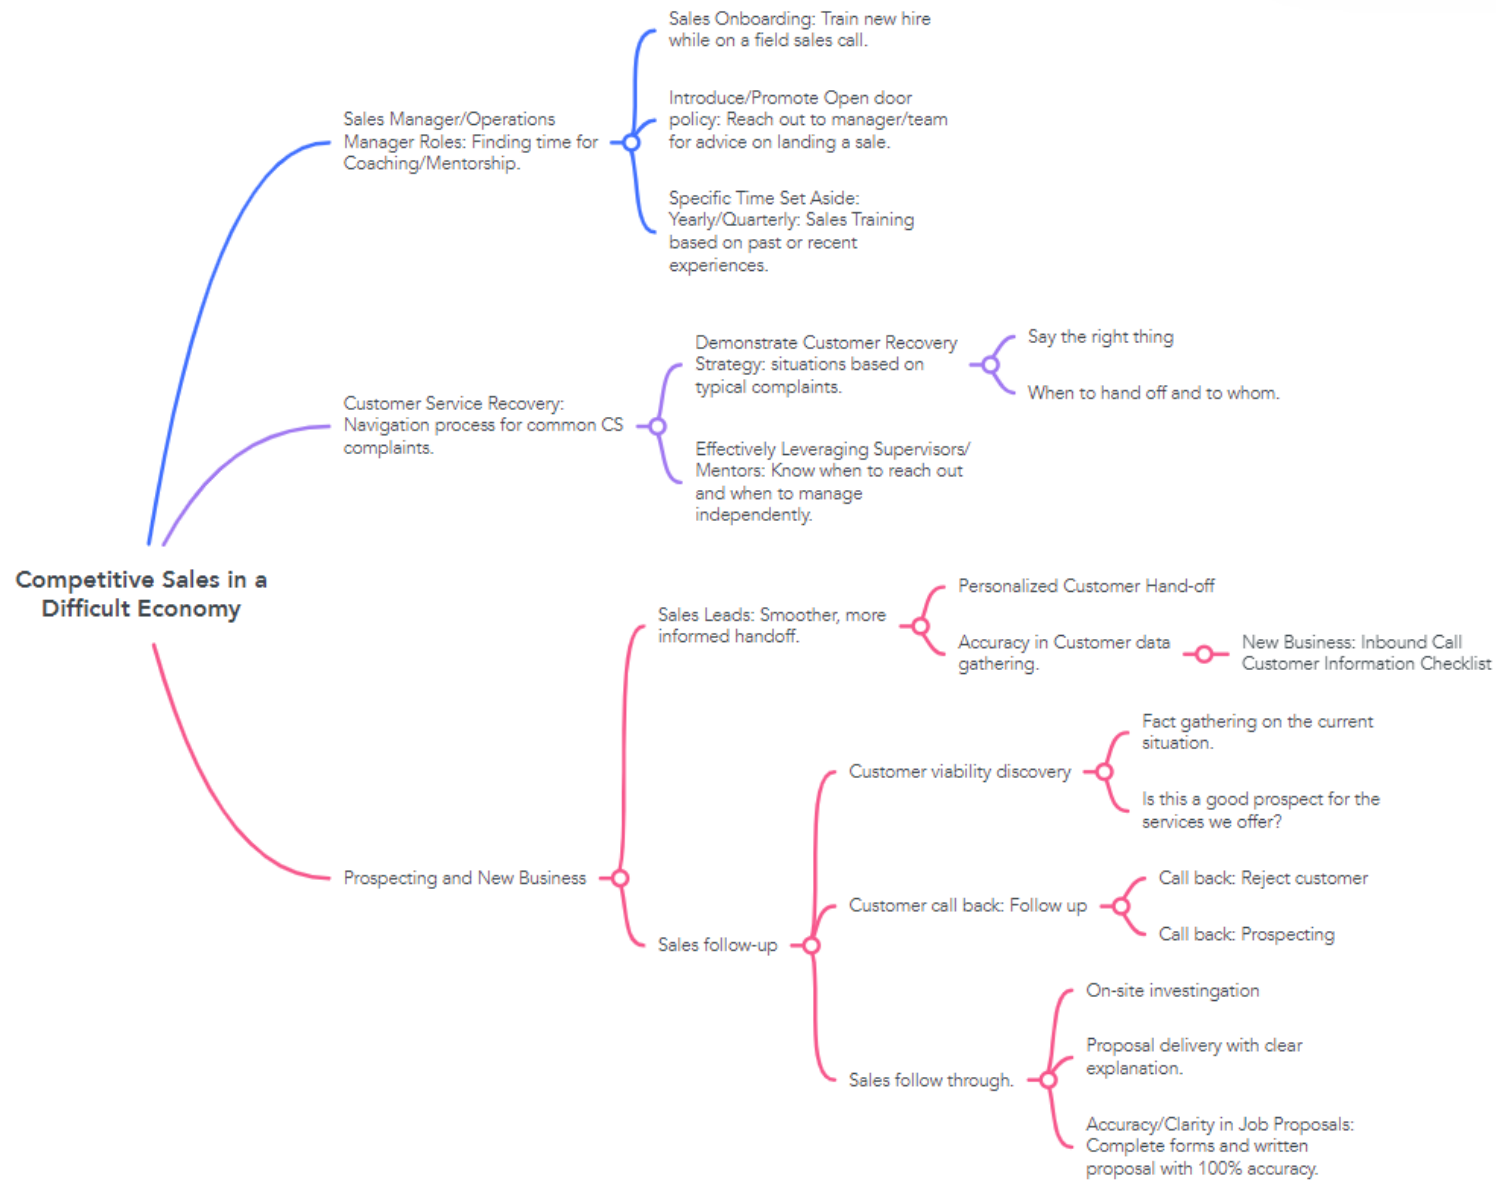 Sales Onboarding: Train new hire
while on a field sales call.
Introduce/Promote Open door
policy: Reach out to manager/team
for advice on landing a sale.
Sales Manager/Operations
Manager Roles: Finding time for
Coaching/Mentorship.
Specific Time Set Aside:
Yearly/Quarterly: Sales Training
based on past or recent
experiences.
Demonstrate Customer Recovery
Strategy: situations based on
typical complaints.
Say the right thing
When to hand off and to whom.
Customer Service Recovery:
Navigation process for common CS
complaints.
Effectively Leveraging Supervisors/
Mentors: Know when to reach out
and when to manage
independently.
Competitive Sales in a
Difficult Economy
Sales Leads: Smoother, more
informed handoff.
Personalized Customer Hand-off
Accuracy in Customer data
gathering.
New Business: Inbound Call
Customer Information Checklist
Prospecting and New Business
Sales follow-up
Customer viability discovery
Fact gathering on the current
situation.
Is this a good prospect for the
services we offer?
Customer call back: Follow up
Call back: Reject customer
Call back: Prospecting
Sales follow through.
On-site investingation
Proposal delivery with clear
explanation.
Accuracy/Clarity in Job Proposals:
Complete forms and written
proposal with 100% accuracy.